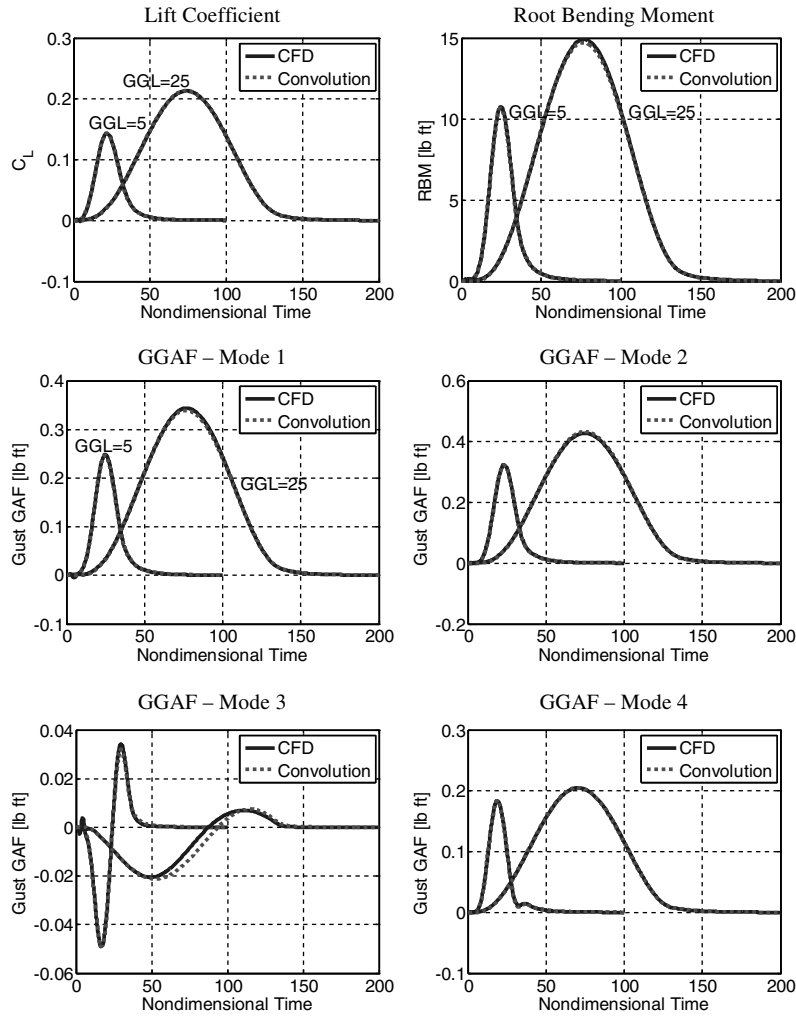 Lift Coefficient
0.3
0.2
0.1
0
-0.1
C_L
GGL=25
GGL=5
CFD
Convolution
0 50 100 150 200
Nondimensional Time
Root Bending Moment
15
10
5
0
RBM [lb ft]
GGL=5
GGL=25
CFD
Convolution
0 50 100 150 200
Nondimensional Time
GGAF – Mode 1
0.4
0.3
0.2
0.1
0
-0.1
Gust GAF [lb ft]
GGL=5
GGL=25
CFD
Convolution
0 50 100 150 200
Nondimensional Time
GGAF – Mode 2
0.6
0.4
0.2
0
-0.2
Gust GAF [lb ft]
CFD
Convolution
0 50 100 150 200
Nondimensional Time
GGAF – Mode 3
0.04
0.02
0
-0.02
-0.04
-0.06
Gust GAF [lb ft]
CFD
Convolution
0 50 100 150 200
Nondimensional Time
GGAF – Mode 4
0.3
0.2
0.1
0
-0.1
Gust GAF [lb ft]
CFD
Convolution
0 50 100 150 200
Nondimensional Time